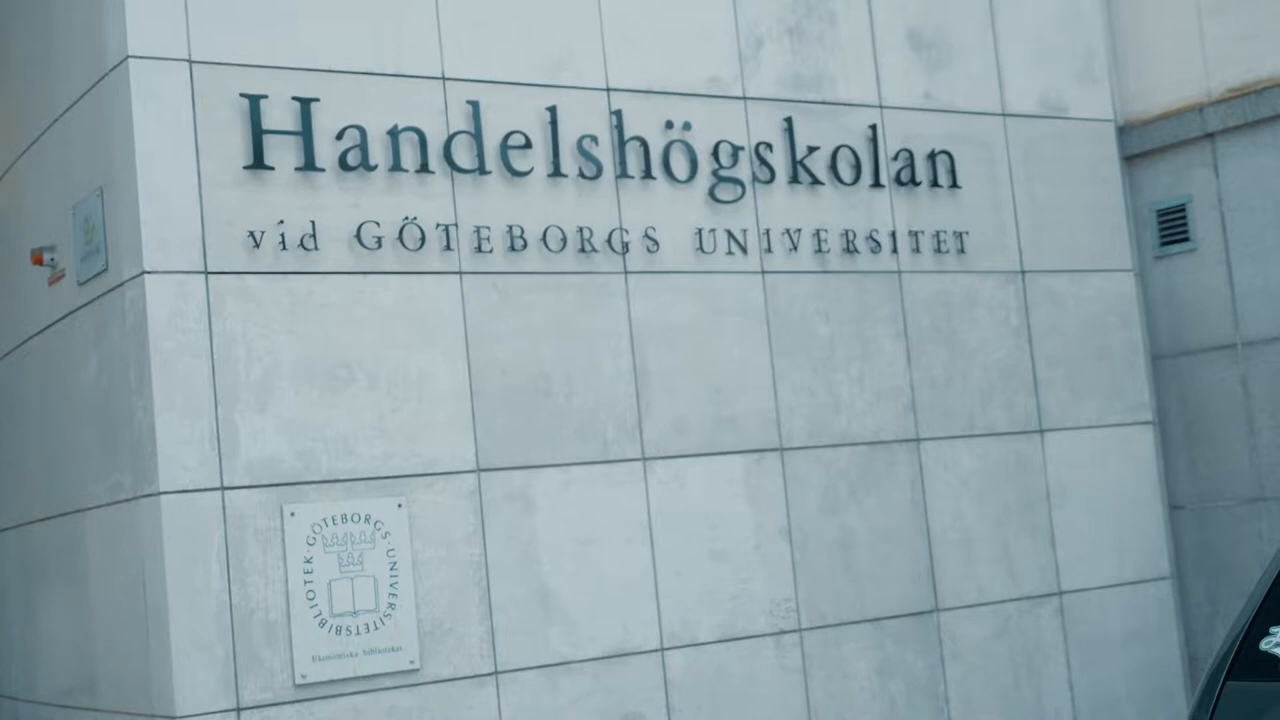 Handelshögskolan
vid GÖTEBORGS UNIVERSITET
GÖTEBORGS · UNIVERSITETSBIBLIOTEK ·
Ekonomiska biblioteket